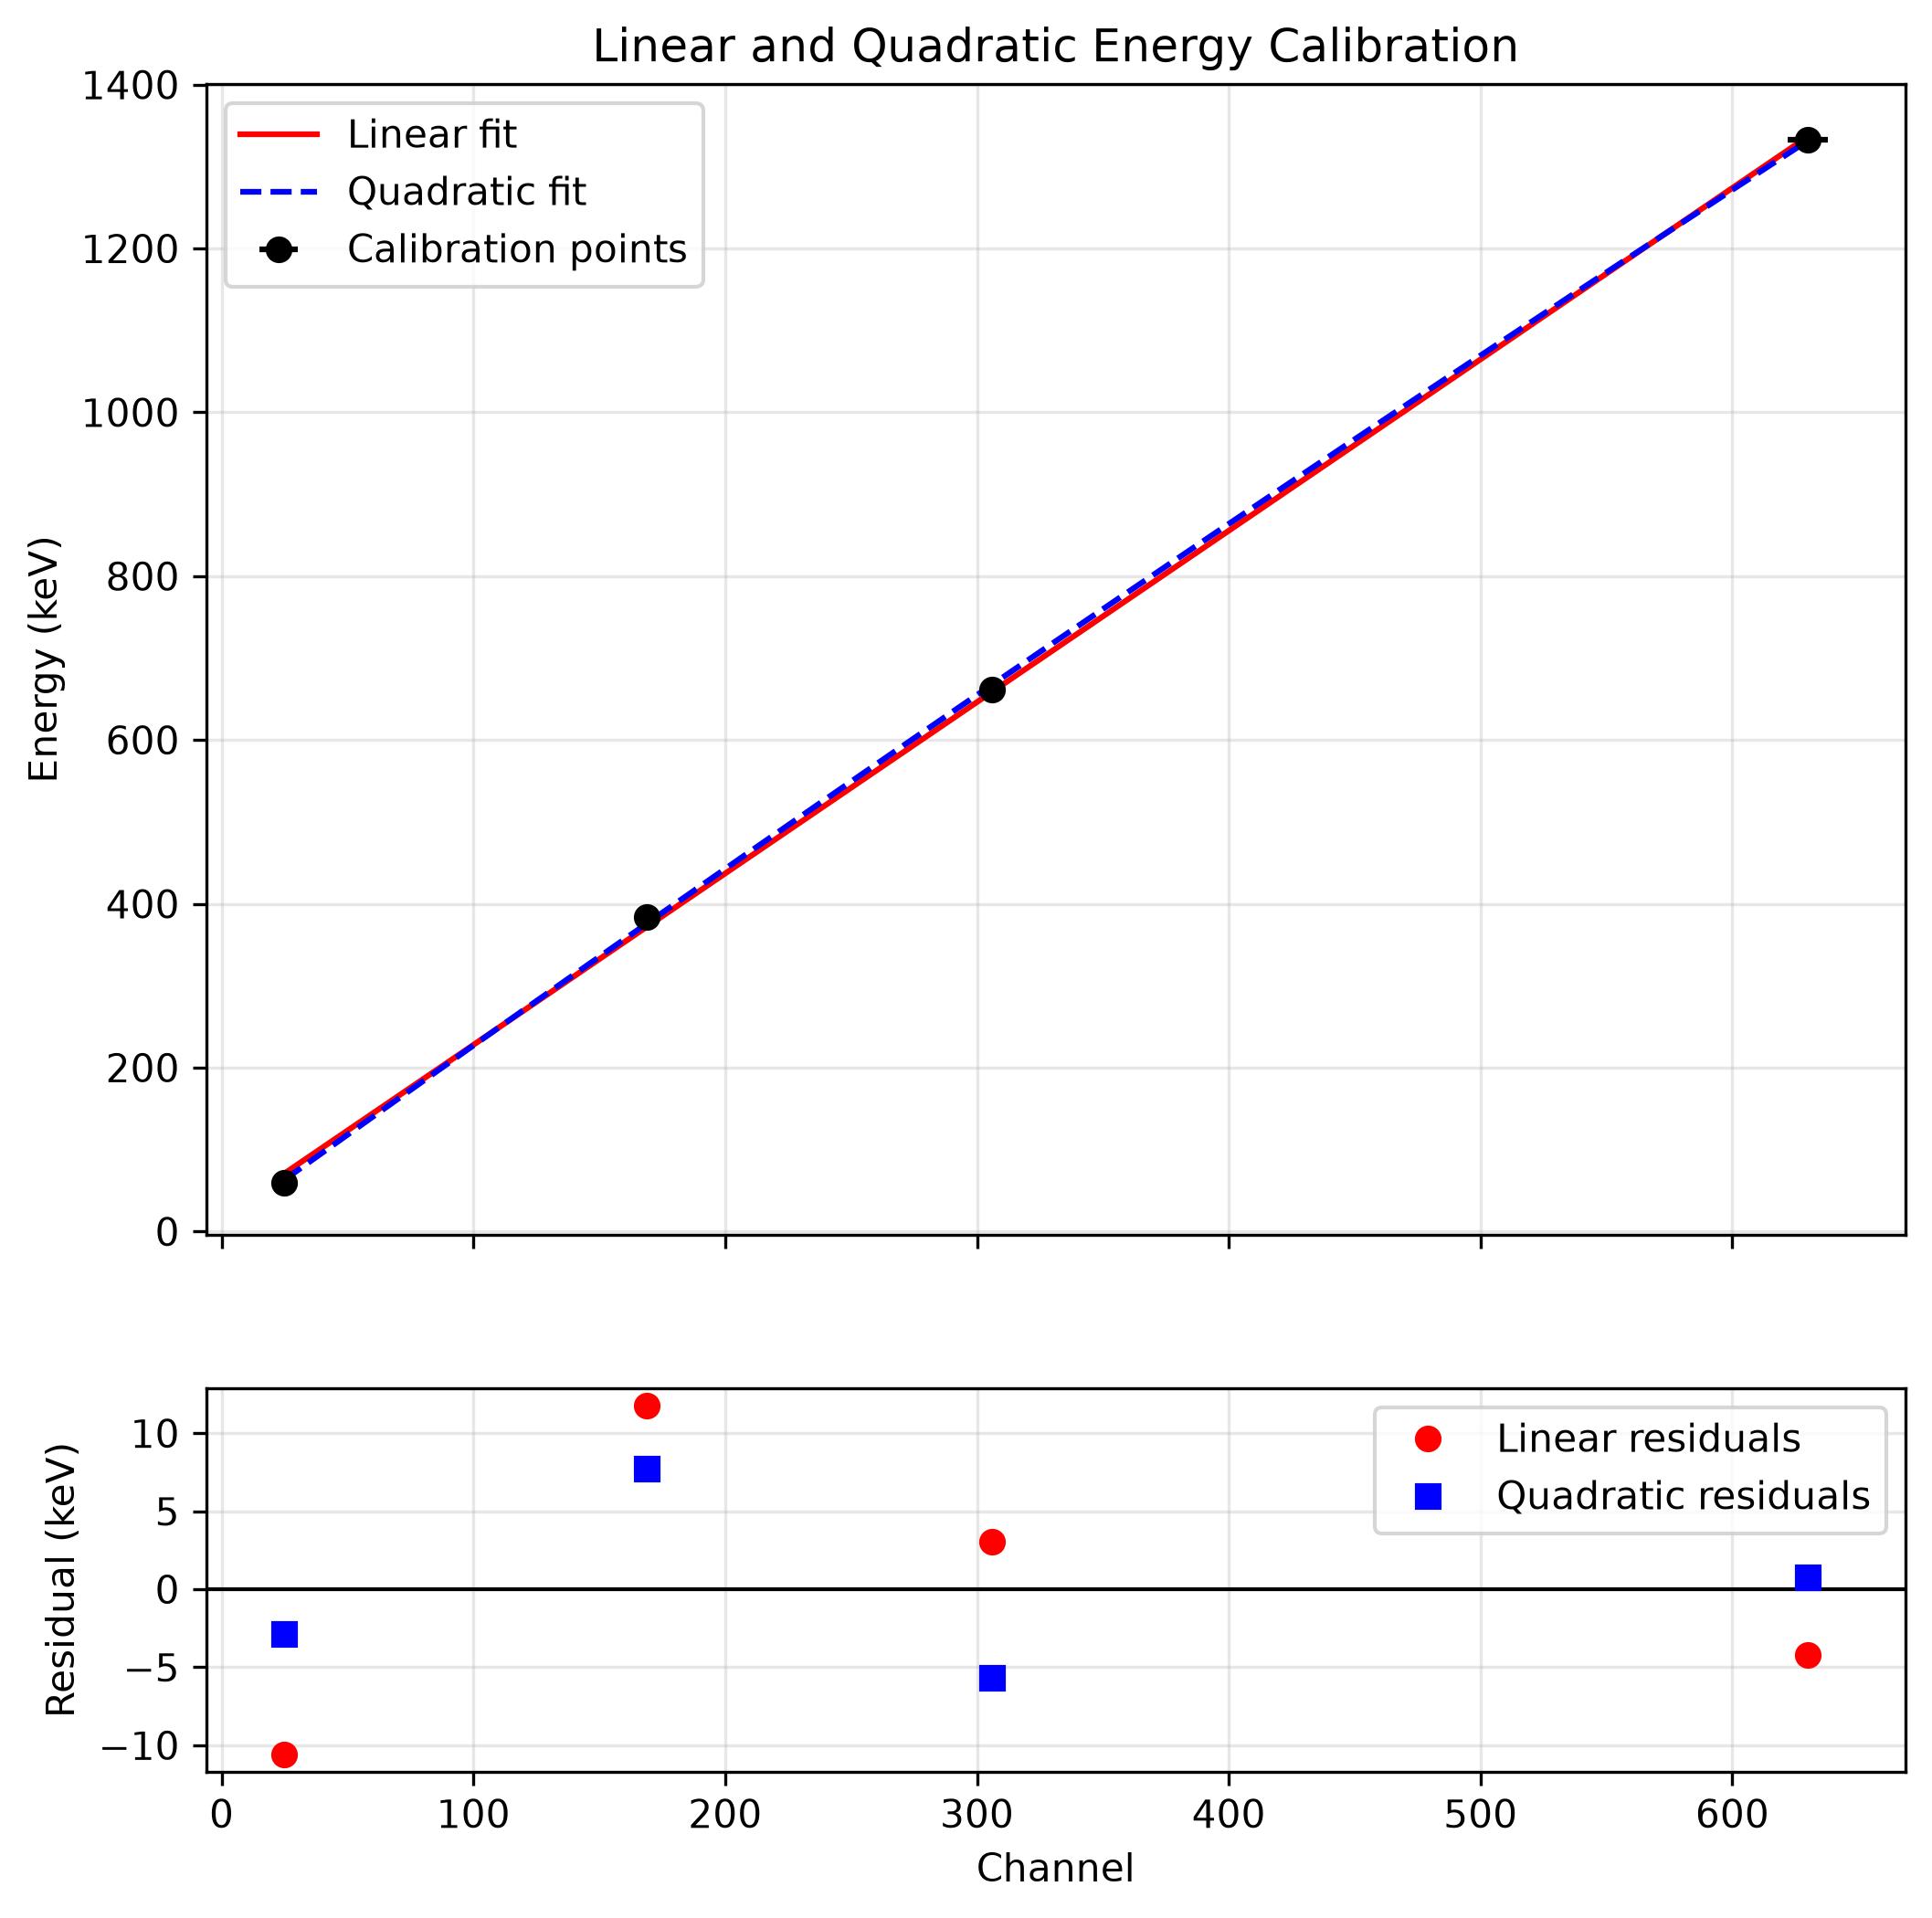 Linear and Quadratic Energy Calibration
1400
1200
1000
800
600
400
200
0
Energy (keV)
Linear fit
Quadratic fit
Calibration points
10
5
0
−5
−10
Residual (keV)
Linear residuals
Quadratic residuals
0 100 200 300 400 500 600
Channel